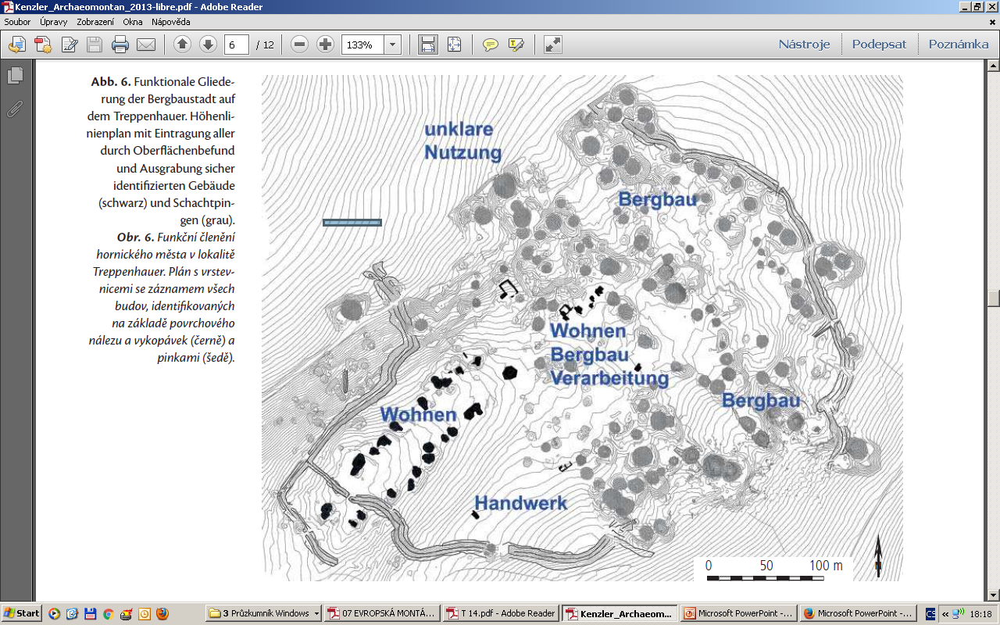 Kenzler_Archaeomontan_2013-libre.pdf - Adobe Reader
Soubor Úpravy Zobrazení Okna Nápověda
6 / 12 133% Nástroje Podepsat Poznámka
Abb. 6. Funktionale Gliede-
rung der Bergbaustadt auf
dem Treppenhauer. Höhenli-
nienplan mit Eintragung aller
durch Oberflächenbefund
und Ausgrabung sicher
identifizierten Gebäude
(schwarz) und Schachtpin-
gen (grau).
Obr. 6. Funkční členění
hornického města v lokalitě
Treppenhauer. Plán s vrstev-
nicemi se záznamem všech
budov, identifikovaných
na základě povrchového
nálezu a vykopávek (černě) a
pinkami (šedě).
unklare
Nutzung
Bergbau
Wohnen
Bergbau
Verarbeitung
Bergbau
Wohnen
Handwerk
0 50 100 m
N
Start 3 Průzkumník Windows 07 EVROPSKÁ MONTÁ... T 14.pdf - Adobe Reader Kenzler_Archaeom... Microsoft PowerPoint - ... Microsoft PowerPoint - ... CS 18:18